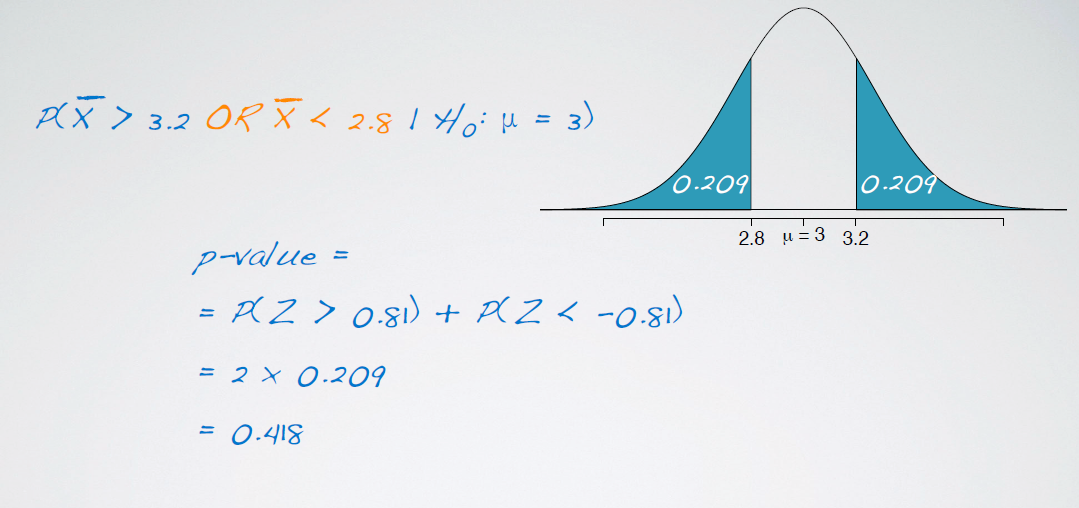 P(X̅ > 3.2 OR X̅ < 2.8 | H₀: μ = 3)
0.209 0.209
2.8 μ = 3 3.2
p-value =
= P(Z > 0.81) + P(Z < -0.81)
= 2 × 0.209
= 0.418